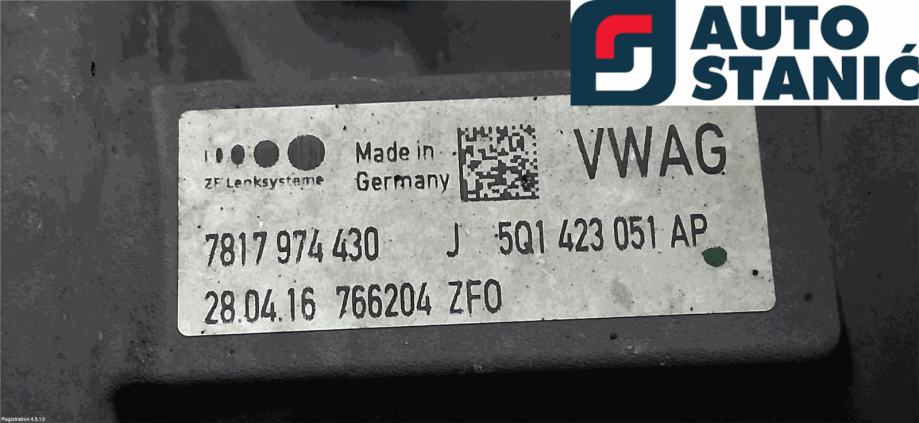 AUTO
STANIĆ
ZF Lenksysteme
Made in
Germany
VWAG
7817 974 430 J 5Q1 423 051 AP
28.04.16 766204 ZFO
Registration 4.9.1.0